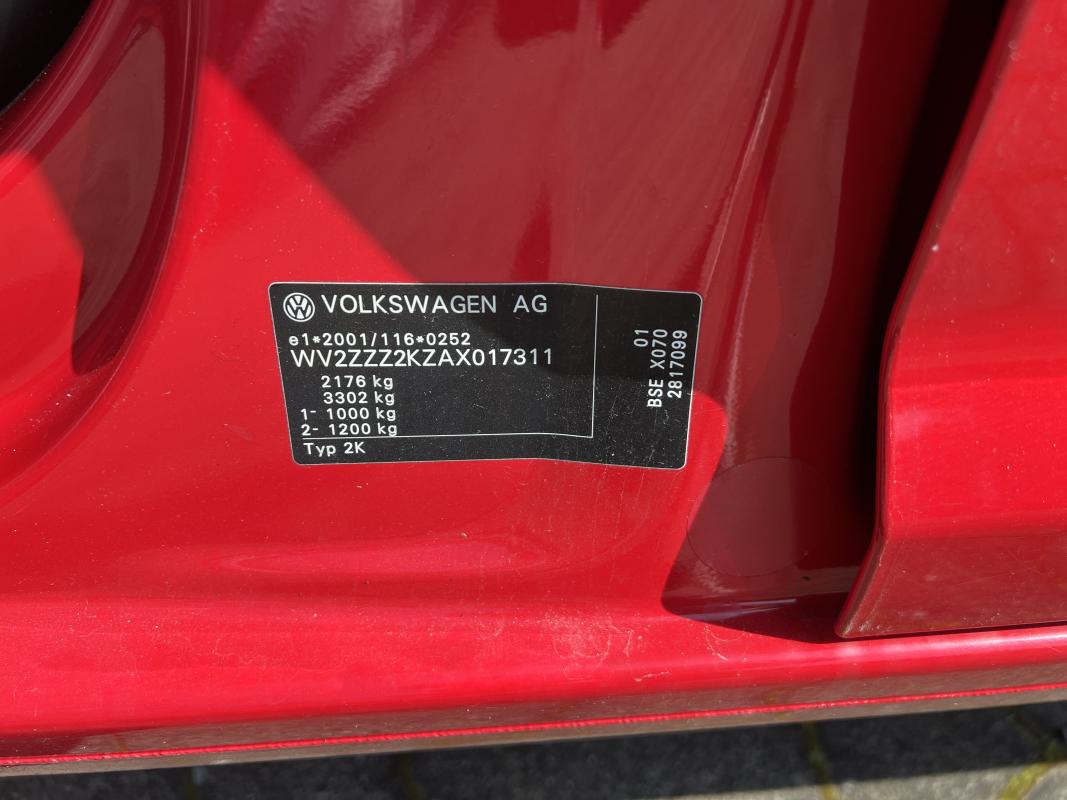 VOLKSWAGEN AG
e1*2001/116*0252
WV2ZZZ2KZAX017311
2176 kg
3302 kg
1- 1000 kg
2- 1200 kg
Typ 2K
01
BSE X070
2817099